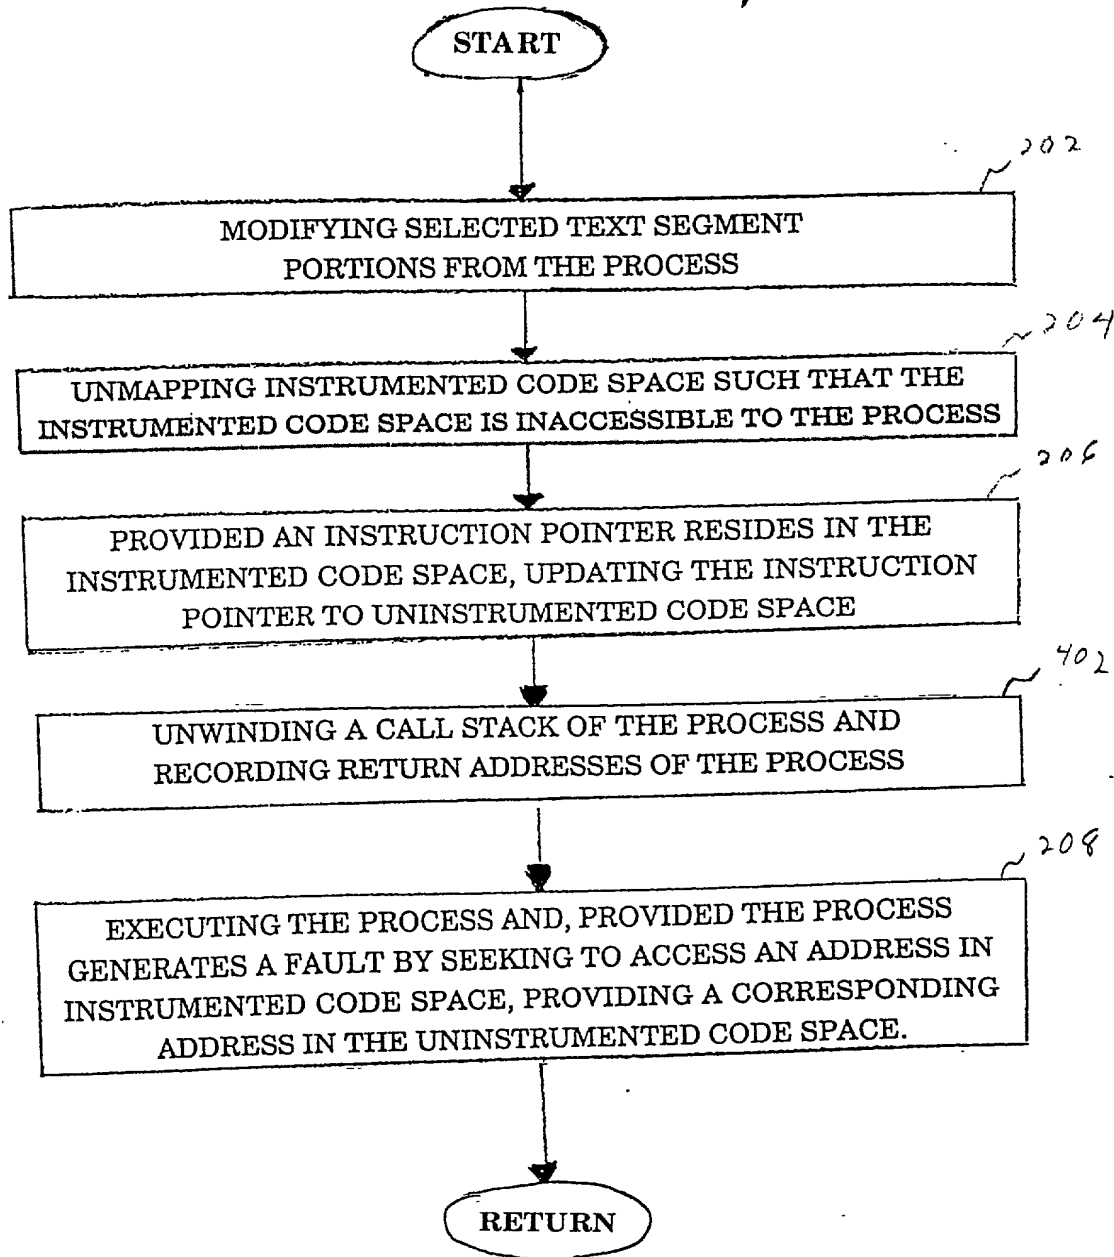 START
202
MODIFYING SELECTED TEXT SEGMENT
PORTIONS FROM THE PROCESS
204
UNMAPPING INSTRUMENTED CODE SPACE SUCH THAT THE
INSTRUMENTED CODE SPACE IS INACCESSIBLE TO THE PROCESS
206
PROVIDED AN INSTRUCTION POINTER RESIDES IN THE
INSTRUMENTED CODE SPACE, UPDATING THE INSTRUCTION
POINTER TO UNINSTRUMENTED CODE SPACE
402
UNWINDING A CALL STACK OF THE PROCESS AND
RECORDING RETURN ADDRESSES OF THE PROCESS
208
EXECUTING THE PROCESS AND, PROVIDED THE PROCESS
GENERATES A FAULT BY SEEKING TO ACCESS AN ADDRESS IN
INSTRUMENTED CODE SPACE, PROVIDING A CORRESPONDING
ADDRESS IN THE UNINSTRUMENTED CODE SPACE.
RETURN